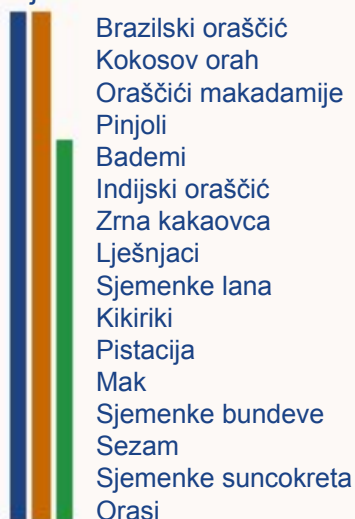 Brazilski oraščić
Kokosov orah
Oraščići makadamije
Pinjoli
Bademi
Indijski oraščić
Zrna kakaovca
Lješnjaci
Sjemenke lana
Kikiriki
Pistacija
Mak
Sjemenke bundeve
Sezam
Sjemenke suncokreta
Orasi